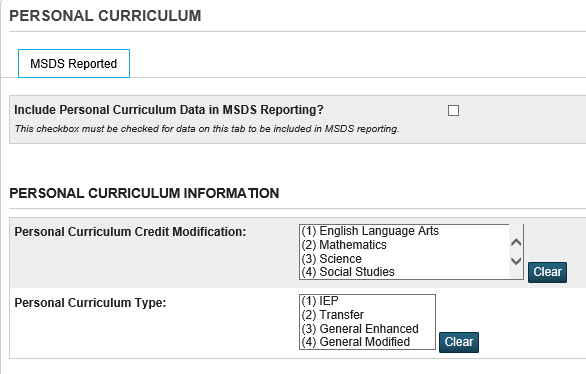 PERSONAL CURRICULUM
MSDS Reported
Include Personal Curriculum Data in MSDS Reporting?
This checkbox must be checked for data on this tab to be included in MSDS reporting.
PERSONAL CURRICULUM INFORMATION
Personal Curriculum Credit Modification:
(1) English Language Arts
(2) Mathematics
(3) Science
(4) Social Studies
Clear
Personal Curriculum Type:
(1) IEP
(2) Transfer
(3) General Enhanced
(4) General Modified
Clear